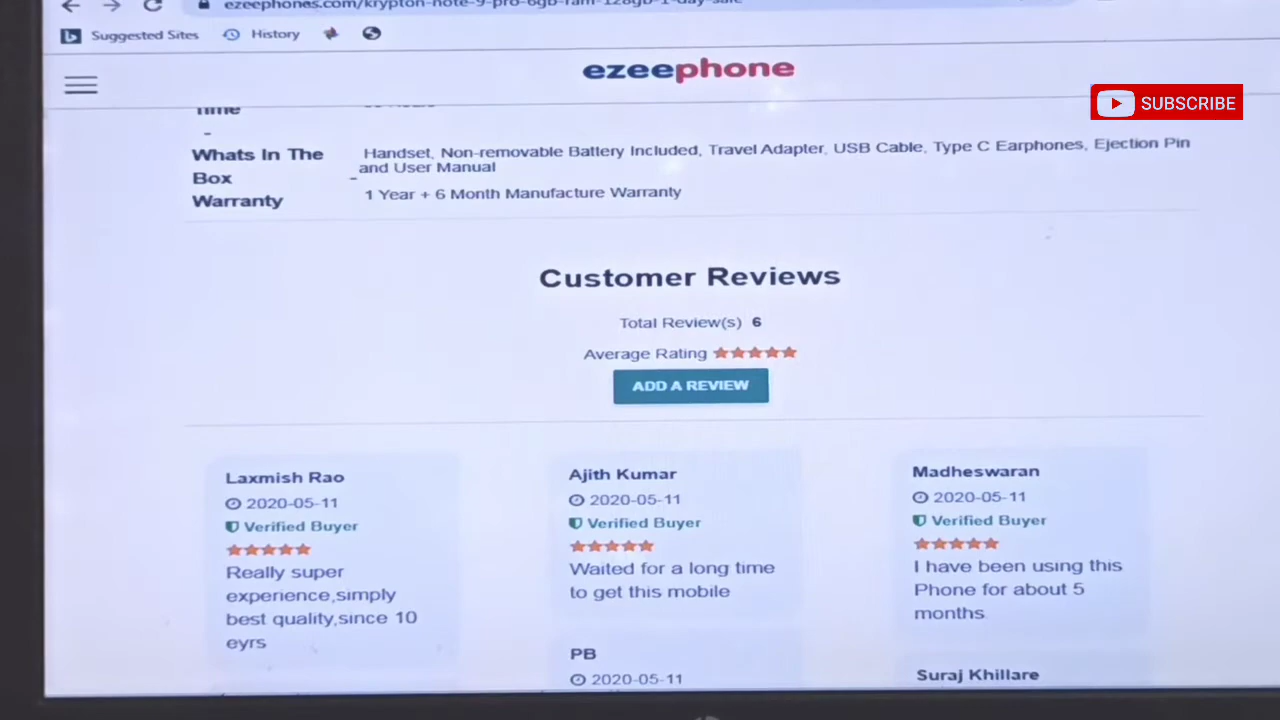 ezeephones.com/krypton-note-9-pro-6gb-ram-128gb-1-day-sale
Suggested Sites
History
ezeephone
SUBSCRIBE
Time
-
Whats In The
Box
Handset, Non-removable Battery Included, Travel Adapter, USB Cable, Type C Earphones, Ejection Pin
- and User Manual
Warranty
1 Year + 6 Month Manufacture Warranty
Customer Reviews
Total Review(s) 6
Average Rating
ADD A REVIEW
Laxmish Rao
2020-05-11
Verified Buyer
Really super
experience,simply
best quality,since 10
eyrs
Ajith Kumar
2020-05-11
Verified Buyer
Waited for a long time
to get this mobile
Madheswaran
2020-05-11
Verified Buyer
I have been using this
Phone for about 5
months
PB
2020-05-11
Suraj Khillare